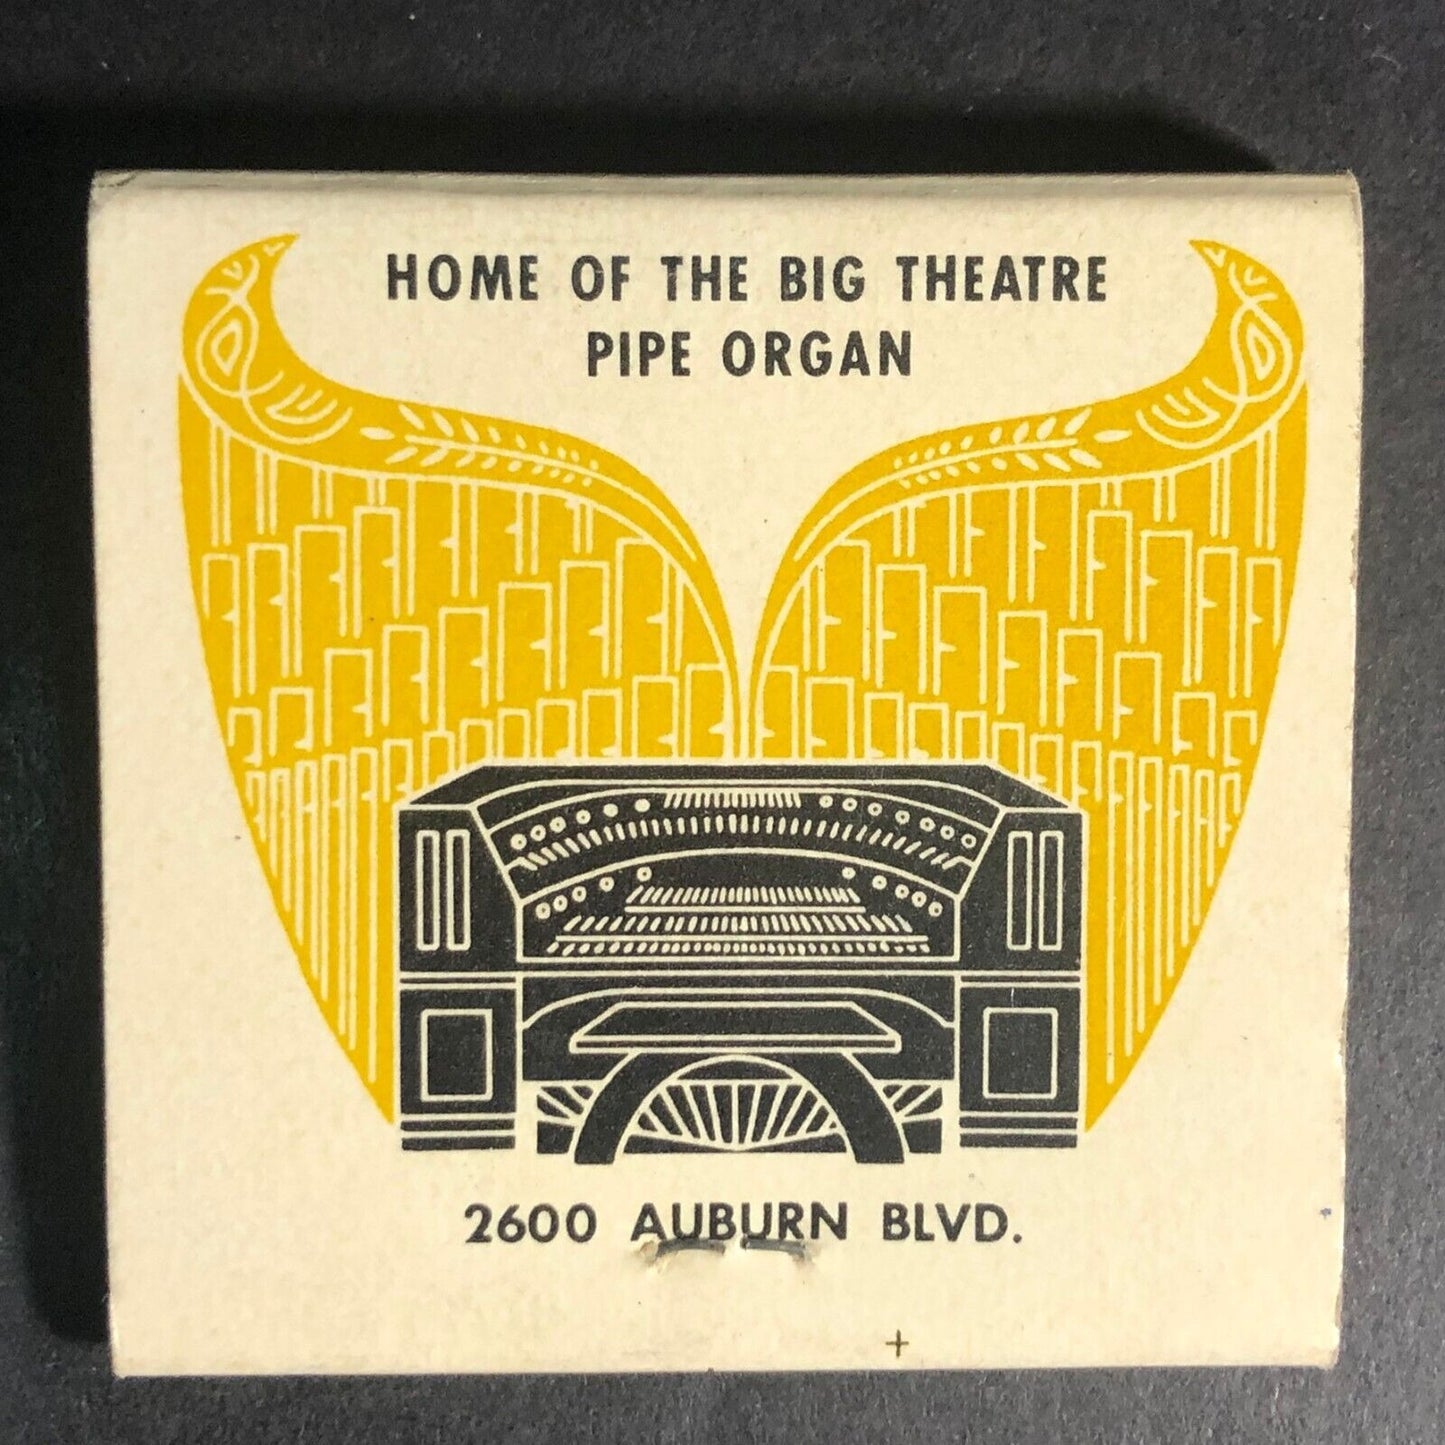 HOME OF THE BIG THEATRE
PIPE ORGAN
2600 AUBURN BLVD.